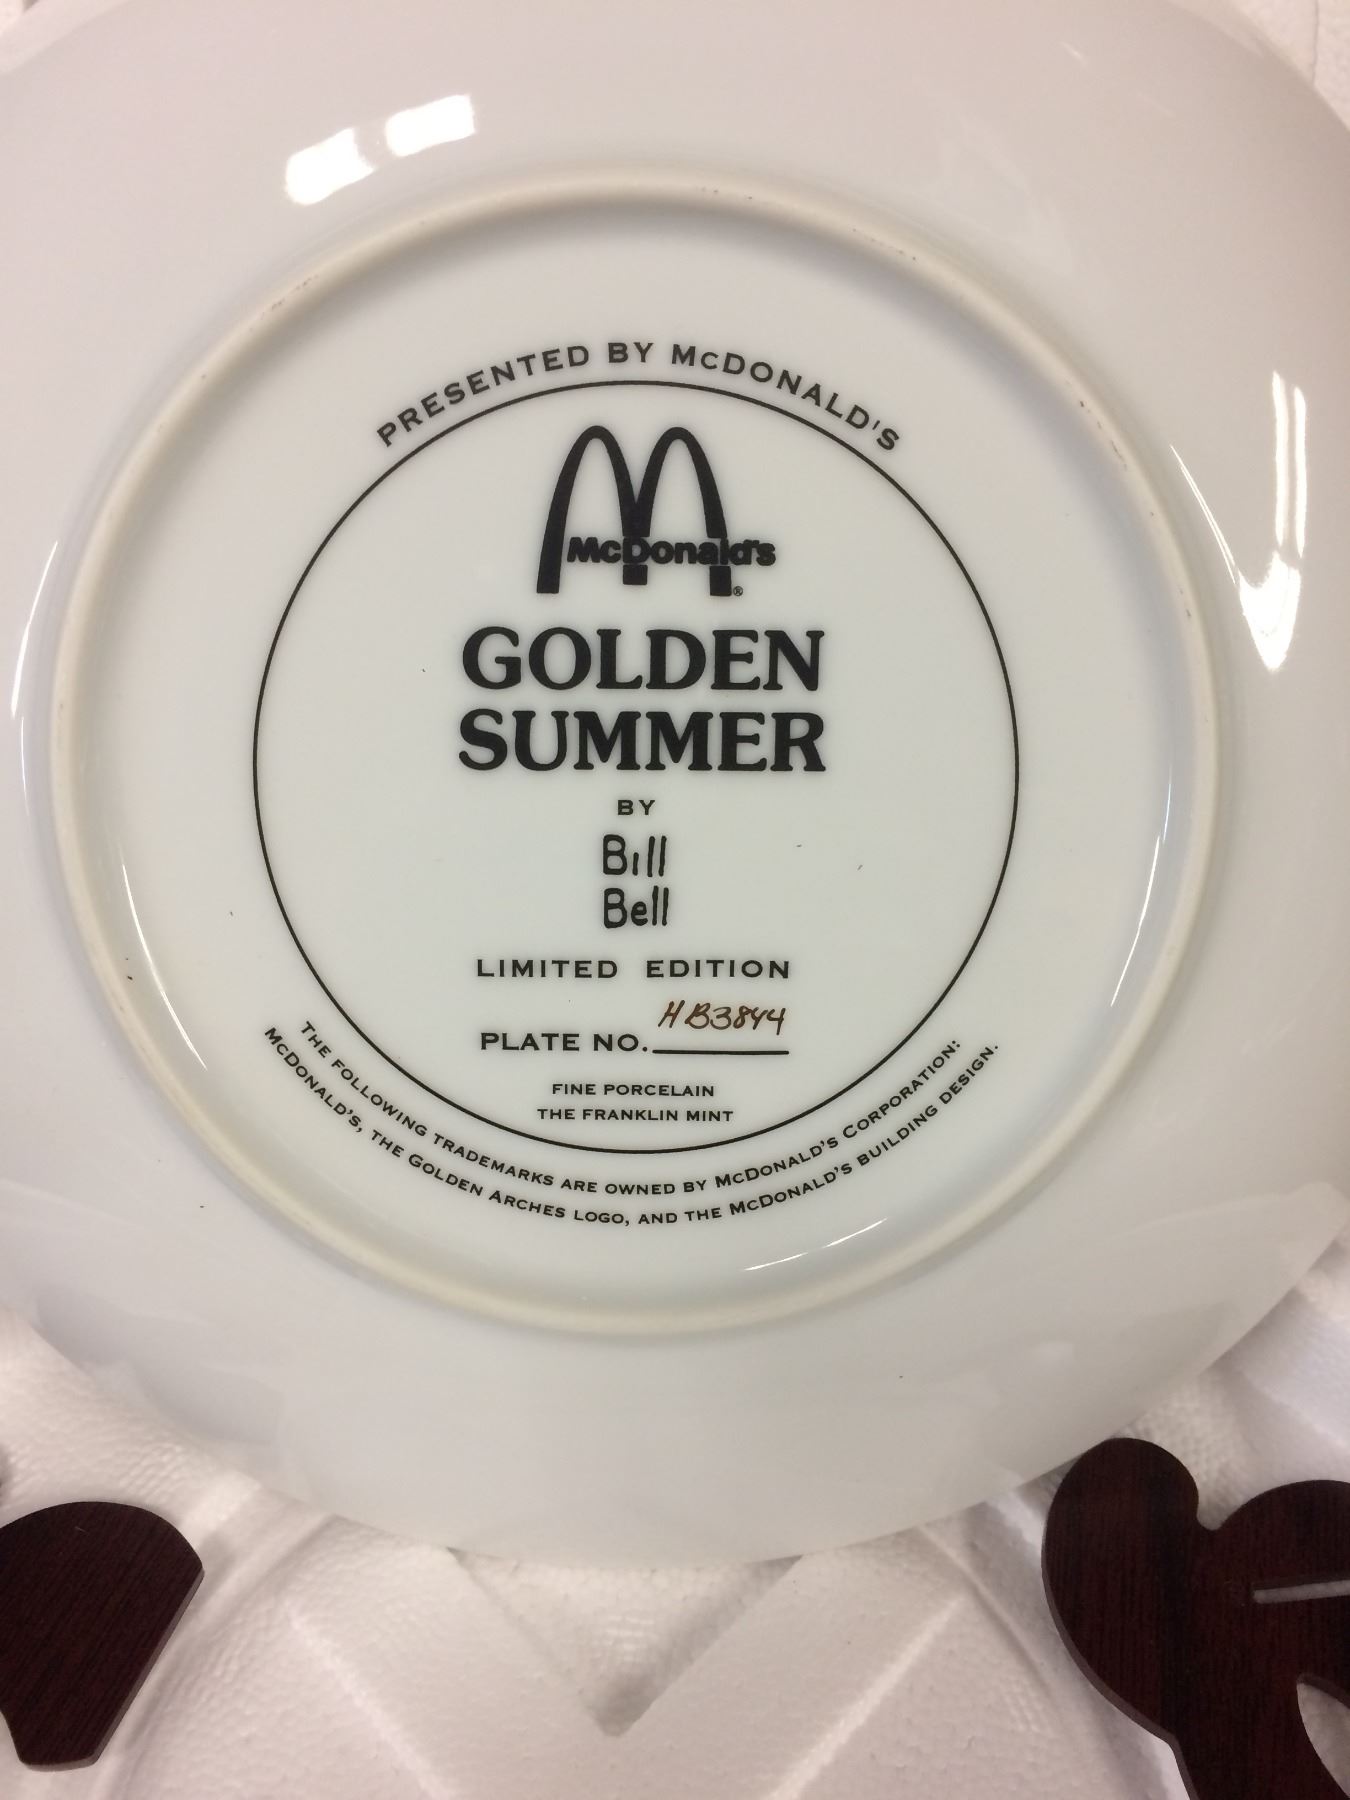 PRESENTED BY McDONALD'S
McDonald's®
GOLDEN
SUMMER
BY
Bill
Bell
LIMITED EDITION
PLATE NO. HB3844
FINE PORCELAIN
THE FRANKLIN MINT
THE FOLLOWING TRADEMARKS ARE OWNED BY McDONALD'S CORPORATION:
McDONALD'S, THE GOLDEN ARCHES LOGO, AND THE McDONALD'S BUILDING DESIGN.